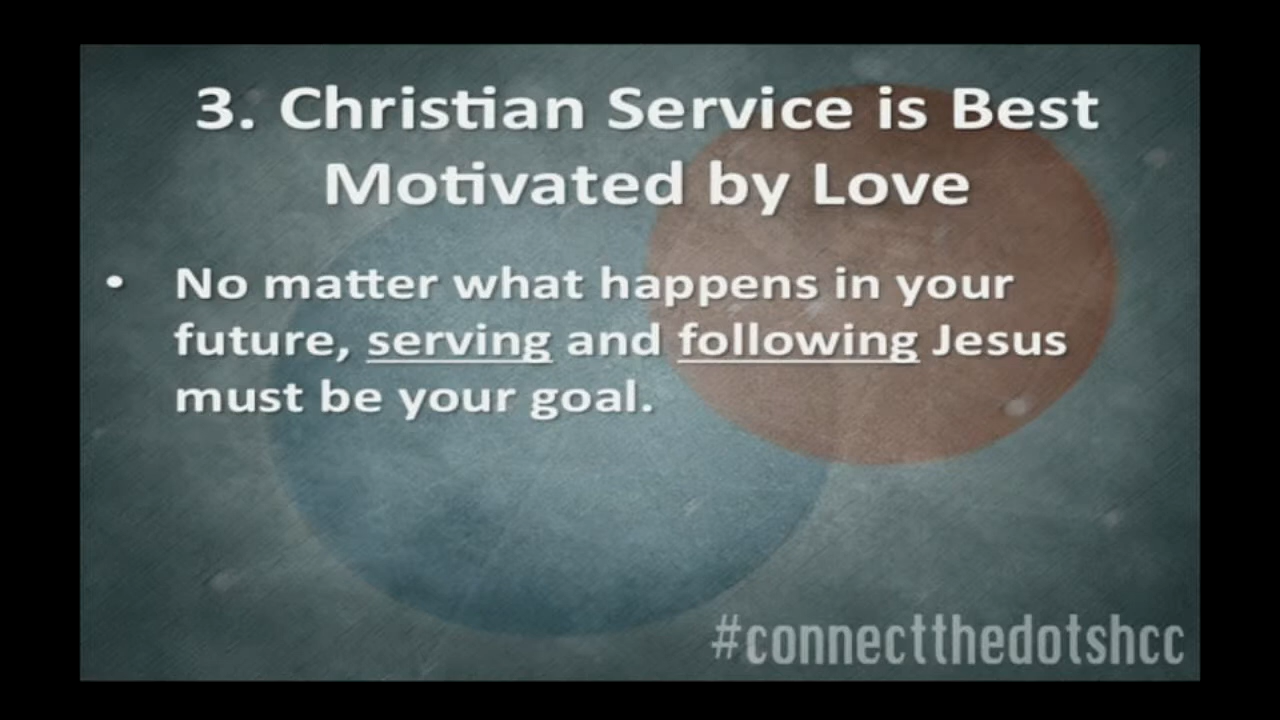 3. Christian Service is Best
Motivated by Love
• No matter what happens in your
future, serving and following Jesus
must be your goal.
#connectthedotshcc